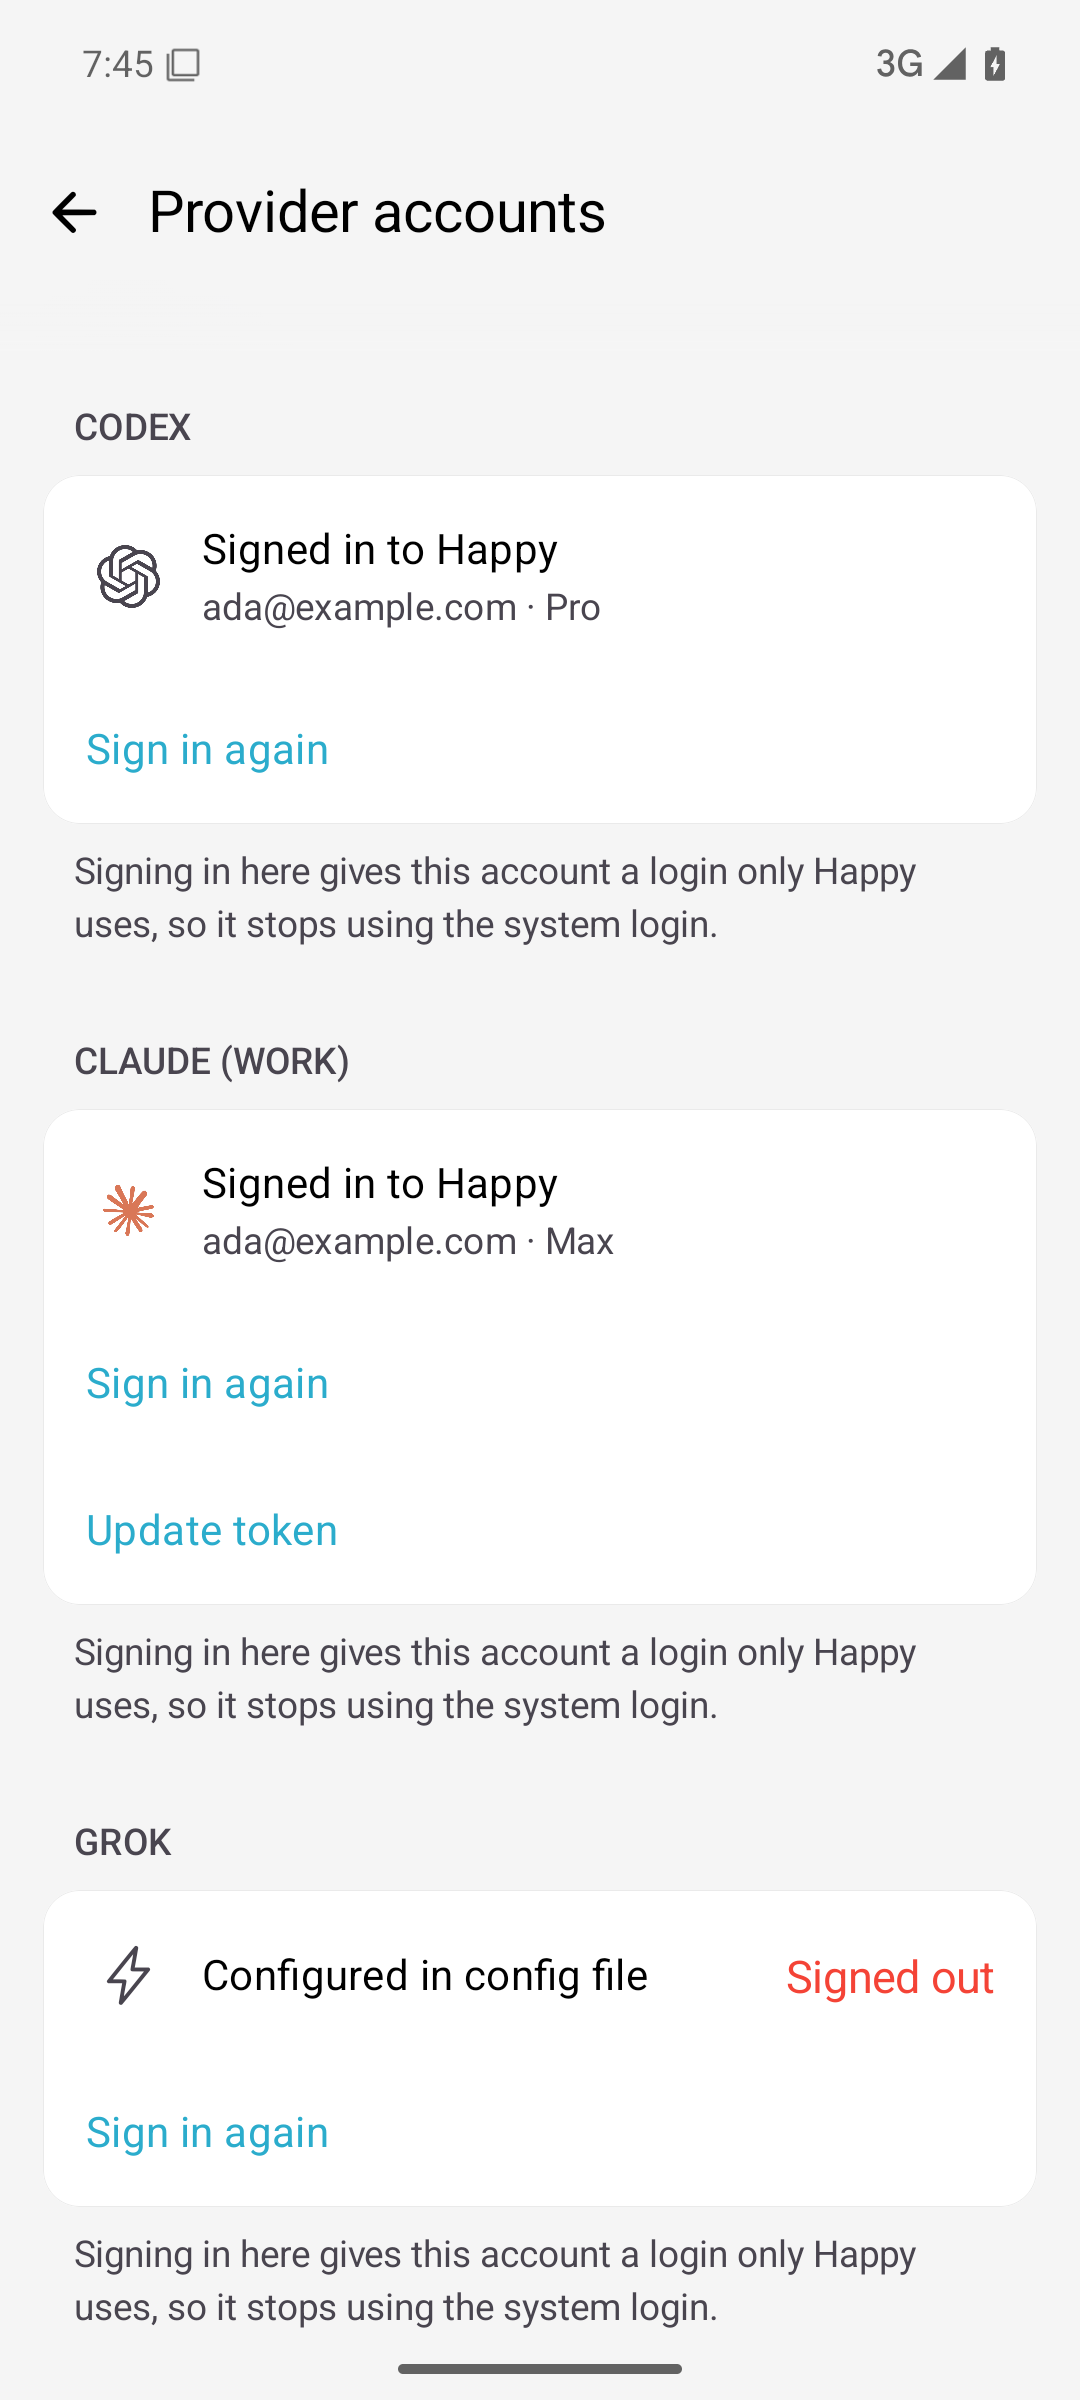 7:45
3G
Provider accounts
CODEX
Signed in to Happy
ada@example.com · Pro
Sign in again
Signing in here gives this account a login only Happy
uses, so it stops using the system login.
CLAUDE (WORK)
Signed in to Happy
ada@example.com · Max
Sign in again
Update token
Signing in here gives this account a login only Happy
uses, so it stops using the system login.
GROK
Configured in config file
Signed out
Sign in again
Signing in here gives this account a login only Happy
uses, so it stops using the system login.